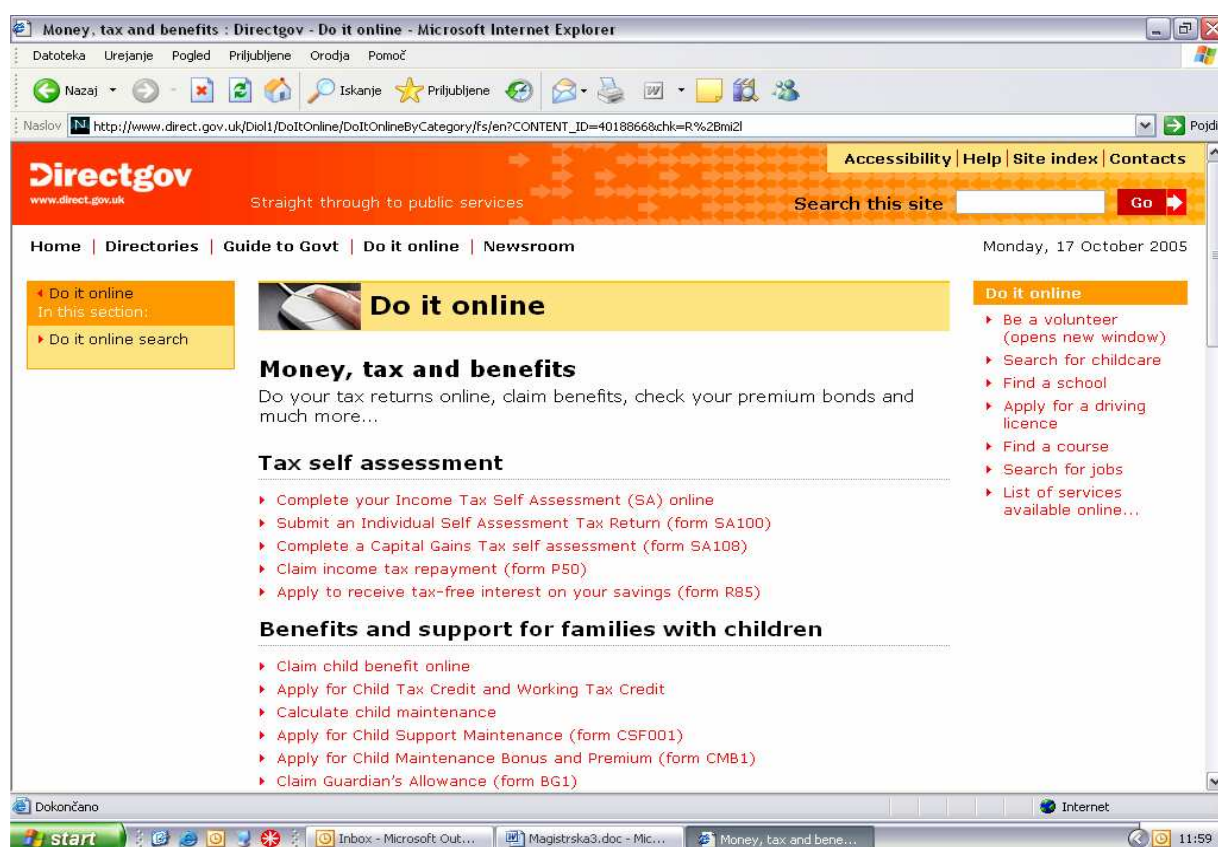 Money, tax and benefits : Directgov - Do it online - Microsoft Internet Explorer
Datoteka Urejanje Pogled Priljubljene Orodja Pomoč
Nazaj Iskanje Priljubljene
Naslov http://www.direct.gov.uk/Diol1/DoItOnline/DoItOnlineByCategory/fs/en?CONTENT_ID=4018866&chk=R%2Bmi2l Pojdi
Accessibility | Help | Site index | Contacts
Directgov
www.direct.gov.uk
Straight through to public services
Search this site Go
Home | Directories | Guide to Govt | Do it online | Newsroom
Monday, 17 October 2005
Do it online
In this section:
Do it online search
Do it online
Money, tax and benefits
Do your tax returns online, claim benefits, check your premium bonds and
much more...
Tax self assessment
Complete your Income Tax Self Assessment (SA) online
Submit an Individual Self Assessment Tax Return (form SA100)
Complete a Capital Gains Tax self assessment (form SA108)
Claim income tax repayment (form P50)
Apply to receive tax-free interest on your savings (form R85)
Benefits and support for families with children
Claim child benefit online
Apply for Child Tax Credit and Working Tax Credit
Calculate child maintenance
Apply for Child Support Maintenance (form CSF001)
Apply for Child Maintenance Bonus and Premium (form CMB1)
Claim Guardian's Allowance (form BG1)
Do it online
Be a volunteer
(opens new window)
Search for childcare
Find a school
Apply for a driving
licence
Find a course
Search for jobs
List of services
available online...
Dokončano
Internet
start
Inbox - Microsoft Out...
Magistrska3.doc - Mic...
Money, tax and bene...
11:59